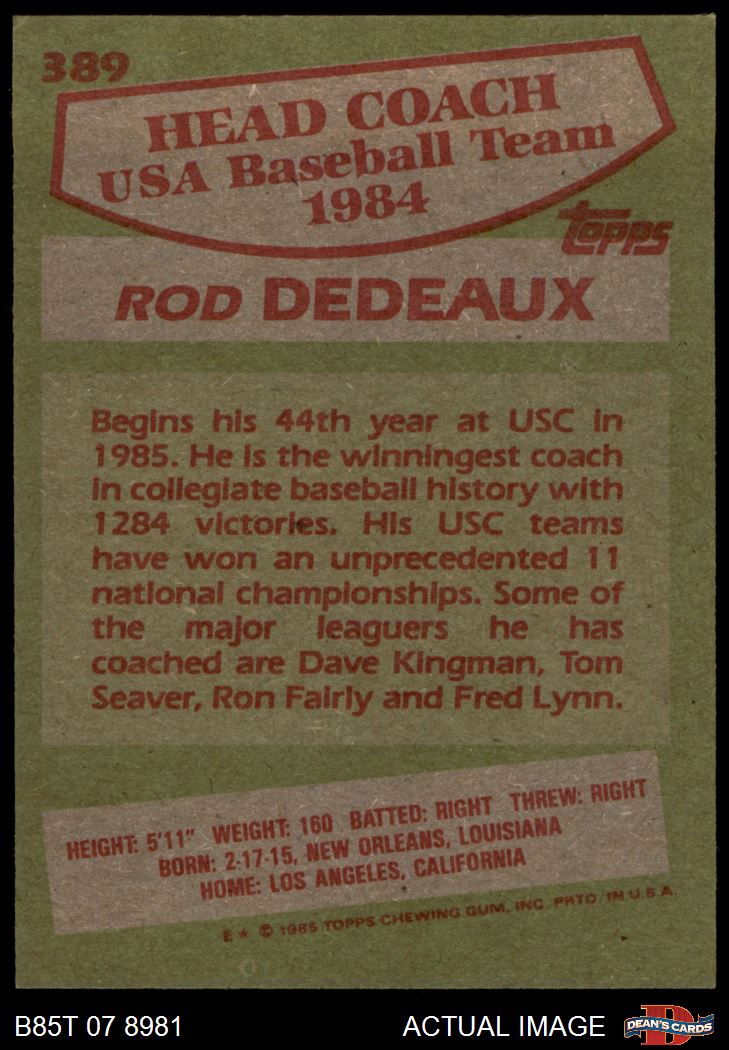 389
HEAD COACH
USA Baseball Team
1984
topps
ROD DEDEAUX
Begins his 44th year at USC in
1985. He is the winningest coach
in collegiate baseball history with
1284 victories. His USC teams
have won an unprecedented 11
national championships. Some of
the major leaguers he has
coached are Dave Kingman, Tom
Seaver, Ron Fairly and Fred Lynn.
HEIGHT: 5'11" WEIGHT: 160 BATTED: RIGHT THREW: RIGHT
BORN: 2-17-15, NEW ORLEANS, LOUISIANA
HOME: LOS ANGELES, CALIFORNIA
E★ © 1985 TOPPS CHEWING GUM, INC. PRTD. IN U.S.A.
B85T 07 8981 ACTUAL IMAGE D DEAN'S CARDS